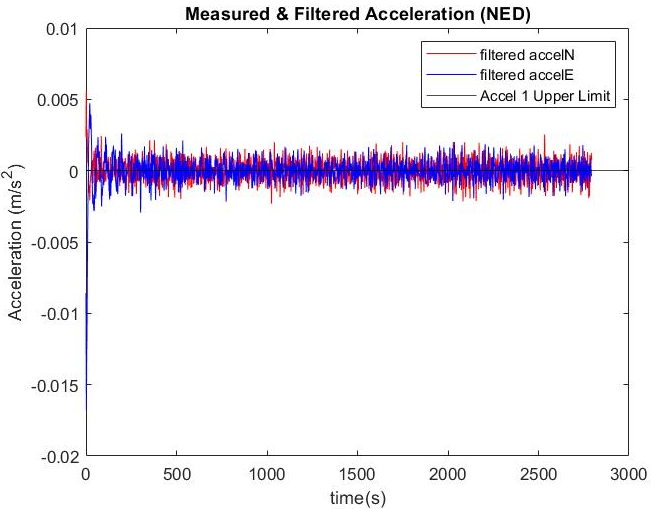 Measured & Filtered Acceleration (NED)
0.01
filtered accelN
filtered accelE
Accel 1 Upper Limit
0.005
0
-0.005
-0.01
-0.015
-0.02
Acceleration (m/s²)
0 500 1000 1500 2000 2500 3000
time(s)